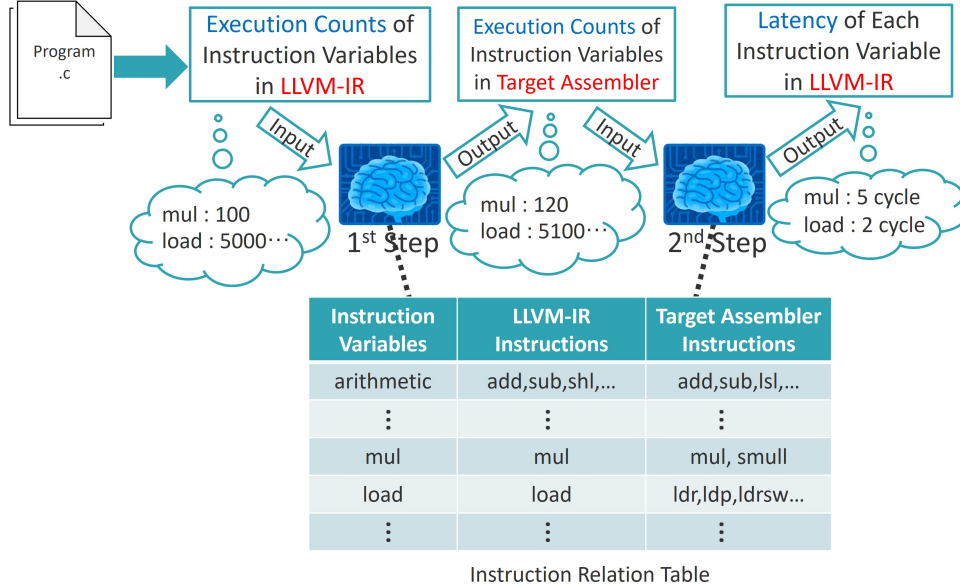 Program
.c
Execution Counts of
Instruction Variables
in LLVM-IR
Execution Counts of
Instruction Variables
in Target Assembler
Latency of Each
Instruction Variable
in LLVM-IR
Input
Output
Input
Output
mul : 100
load : 5000⋯
1st Step
mul : 120
load : 5100⋯
2nd Step
mul : 5 cycle
load : 2 cycle
Instruction Variables
LLVM-IR Instructions
Target Assembler Instructions
arithmetic
add,sub,shl,...
add,sub,lsl,...
⋮ ⋮ ⋮
mul
mul
mul, smull
load
load
ldr,ldp,ldrsw...
⋮ ⋮ ⋮
Instruction Relation Table